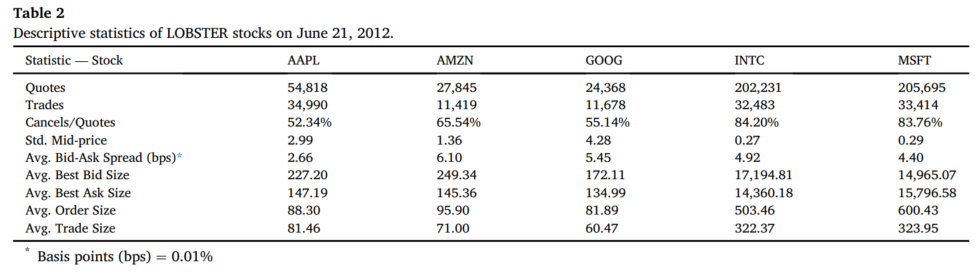 Table 2
Descriptive statistics of LOBSTER stocks on June 21, 2012.
Statistic — Stock AAPL AMZN GOOG INTC MSFT
Quotes 54,818 27,845 24,368 202,231 205,695
Trades 34,990 11,419 11,678 32,483 33,414
Cancels/Quotes 52.34% 65.54% 55.14% 84.20% 83.76%
Std. Mid-price 2.99 1.36 4.28 0.27 0.29
Avg. Bid-Ask Spread (bps)* 2.66 6.10 5.45 4.92 4.40
Avg. Best Bid Size 227.20 249.34 172.11 17,194.81 14,965.07
Avg. Best Ask Size 147.19 145.36 134.99 14,360.18 15,796.58
Avg. Order Size 88.30 95.90 81.89 503.46 600.43
Avg. Trade Size 81.46 71.00 60.47 322.37 323.95
* Basis points (bps) = 0.01%